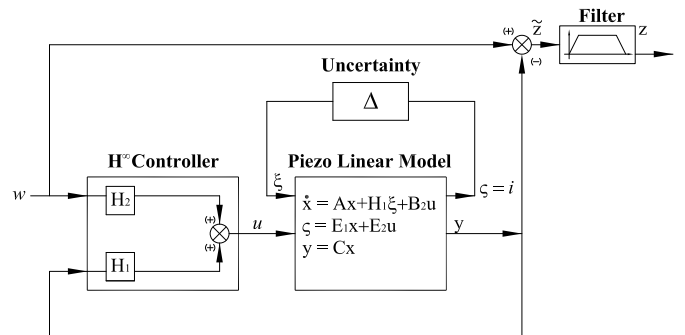 Filter
(+)
z̃
z
(−)
Uncertainty
Δ
H∞ Controller
Piezo Linear Model
ξ
ς = i
w
H₂
(+)
(+)
u
ẋ = Ax+H₁ξ+B₂u
ς = E₁x+E₂u
y = Cx
y
H₁